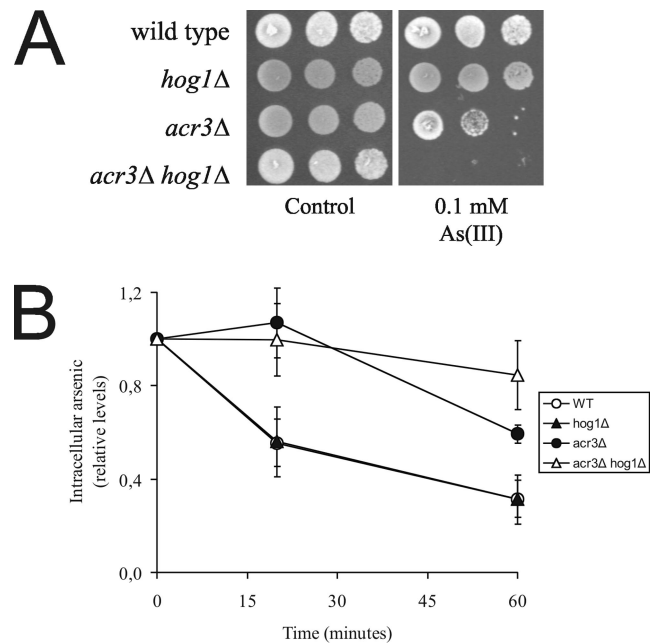 A
wild type
hog1Δ
acr3Δ
acr3Δ hog1Δ
Control
0.1 mM
As(III)
B
Intracellular arsenic
(relative levels)
1,2
0,8
0,4
0,0
0
15
30
45
60
Time (minutes)
WT
hog1Δ
acr3Δ
acr3Δ hog1Δ